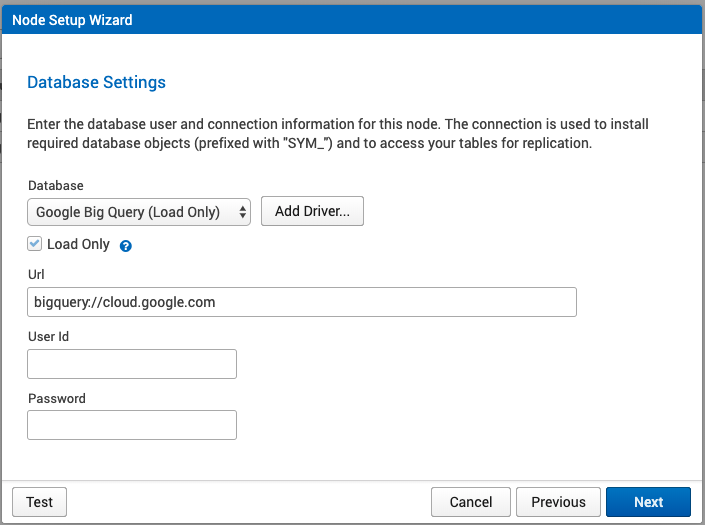 Node Setup Wizard
Database Settings
Enter the database user and connection information for this node. The connection is used to install
required database objects (prefixed with "SYM_") and to access your tables for replication.
Database
Google Big Query (Load Only)
Add Driver...
Load Only
?
Url
bigquery://cloud.google.com
User Id
Password
Test
Cancel
Previous
Next